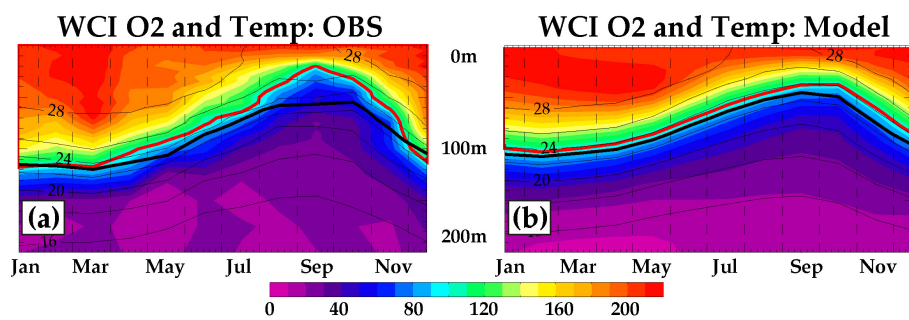 WCI O2 and Temp: OBS
WCI O2 and Temp: Model
0m
100m
200m
28
28
24
20
16
(a)
28
28
24
20
(b)
Jan Mar May Jul Sep Nov
Jan Mar May Jul Sep Nov
0 40 80 120 160 200